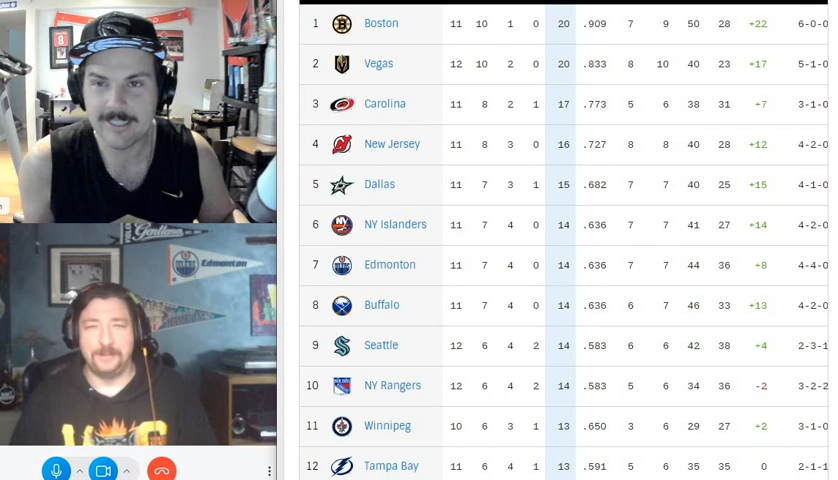 1 Boston 11 10 1 0 20 .909 7 9 50 28 +22 6-0-0
2 Vegas 12 10 2 0 20 .833 8 10 40 23 +17 5-1-0
3 Carolina 11 8 2 1 17 .773 5 6 38 31 +7 3-1-0
4 New Jersey 11 8 3 0 16 .727 8 8 40 28 +12 4-2-0
5 Dallas 11 7 3 1 15 .682 7 7 40 25 +15 4-1-0
6 NY Islanders 11 7 4 0 14 .636 7 7 41 27 +14 4-2-0
7 Edmonton 11 7 4 0 14 .636 7 7 44 36 +8 4-4-0
8 Buffalo 11 7 4 0 14 .636 6 7 46 33 +13 4-2-0
9 Seattle 12 6 4 2 14 .583 6 6 42 38 +4 2-3-1
10 NY Rangers 12 6 4 2 14 .583 5 6 34 36 -2 3-2-2
11 Winnipeg 10 6 3 1 13 .650 3 6 29 27 +2 3-1-0
12 Tampa Bay 11 6 4 1 13 .591 5 6 35 35 0 2-1-1
Gentlemen
OILERS Edmonton